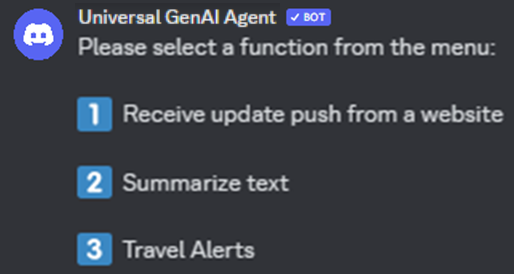 Universal GenAI Agent ✓ BOT
Please select a function from the menu:
1 Receive update push from a website
2 Summarize text
3 Travel Alerts